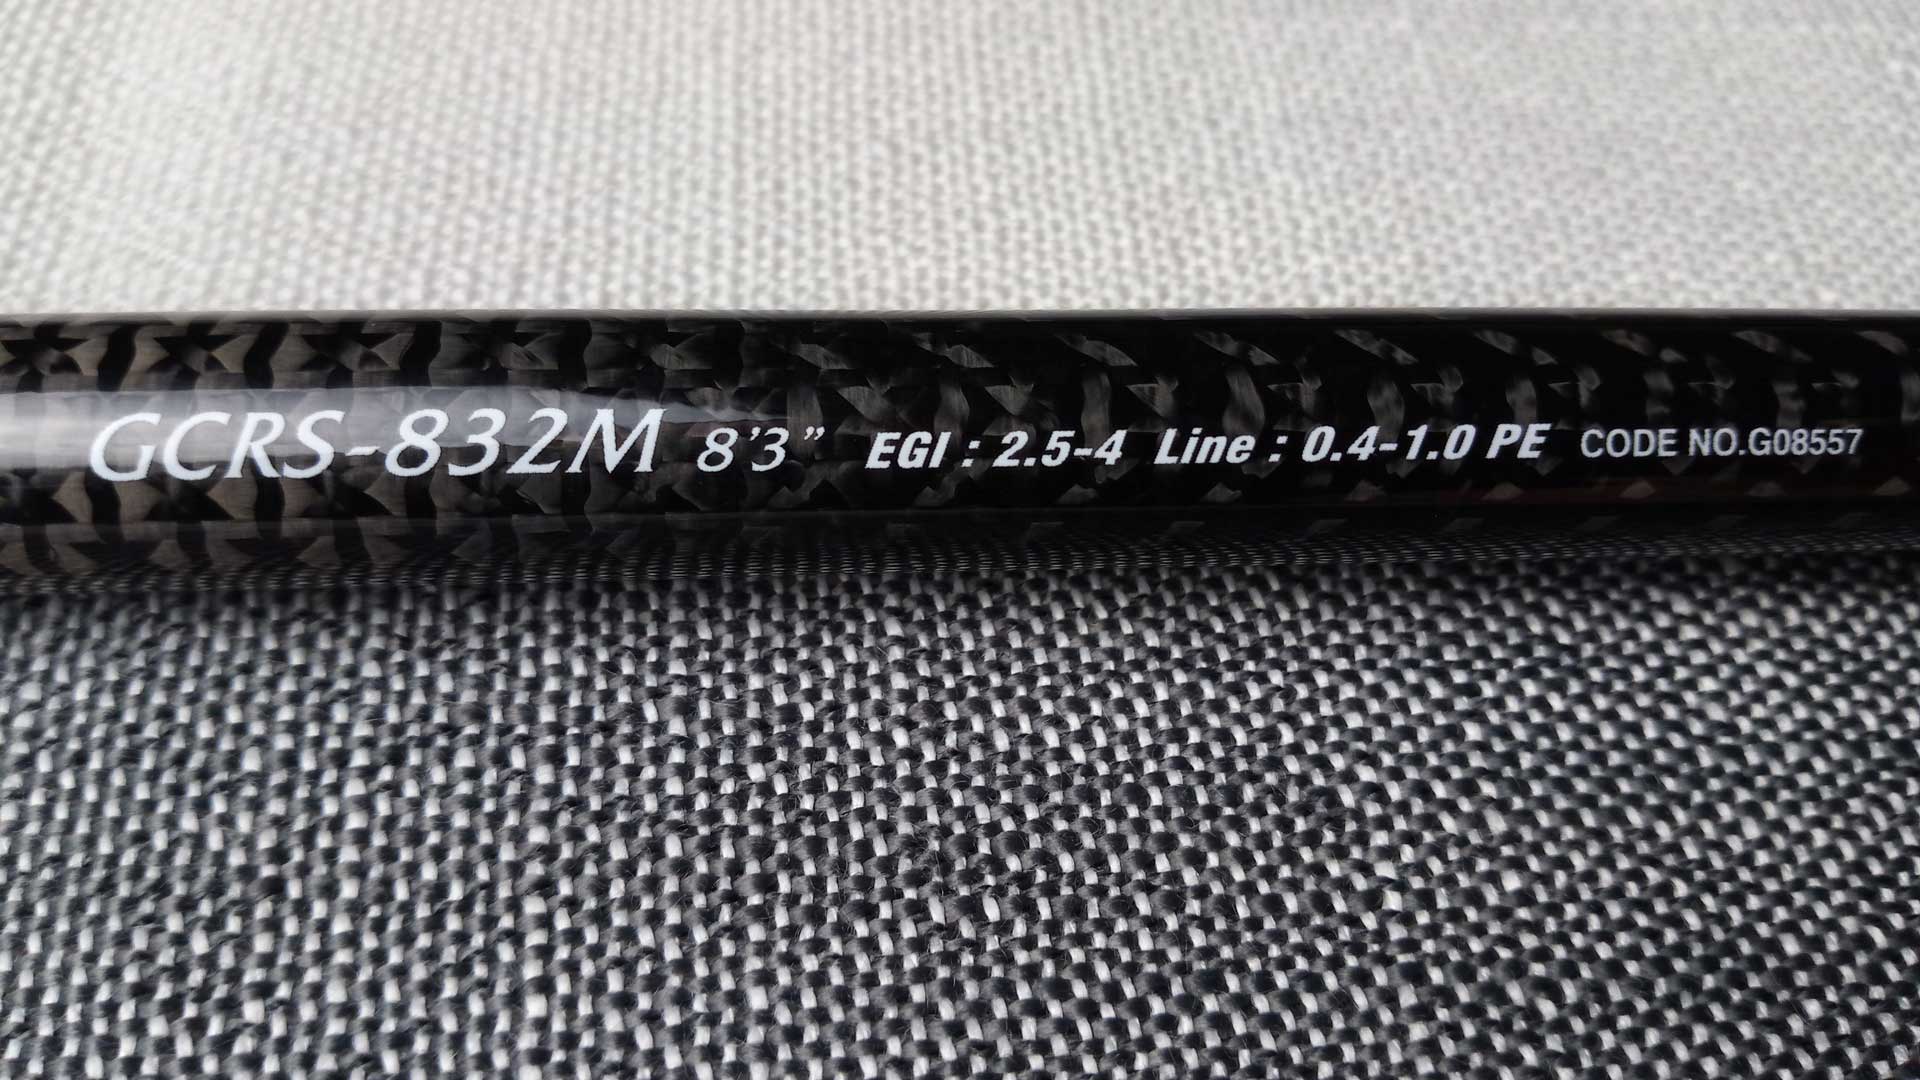 GCRS-832M 8'3” EGI : 2.5-4 Line : 0.4-1.0 PE CODE NO.G08557